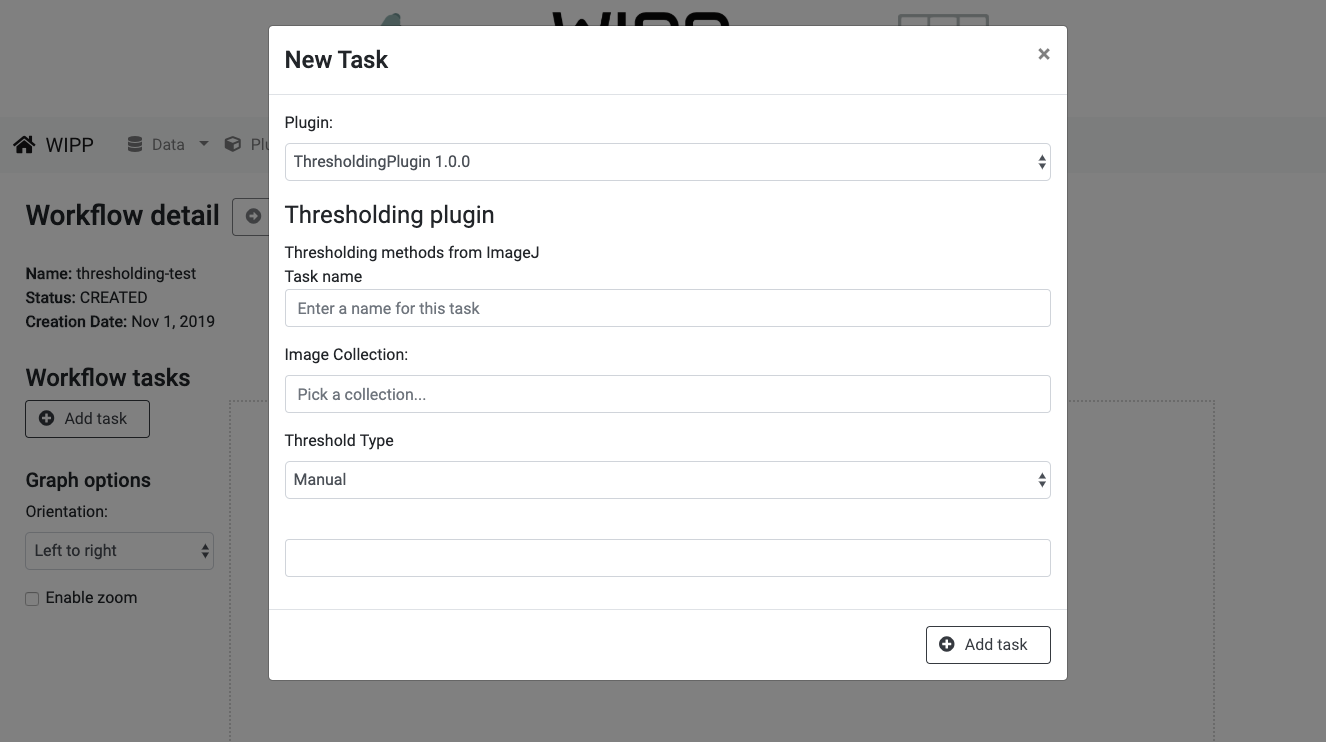 WIPP
New Task
×
WIPP
Data
Plugin:
ThresholdingPlugin 1.0.0
Workflow detail
Thresholding plugin
Thresholding methods from ImageJ
Name: thresholding-test
Status: CREATED
Creation Date: Nov 1, 2019
Task name
Enter a name for this task
Image Collection:
Workflow tasks
Pick a collection...
Add task
Threshold Type
Manual
Graph options
Orientation:
Left to right
Enable zoom
Add task